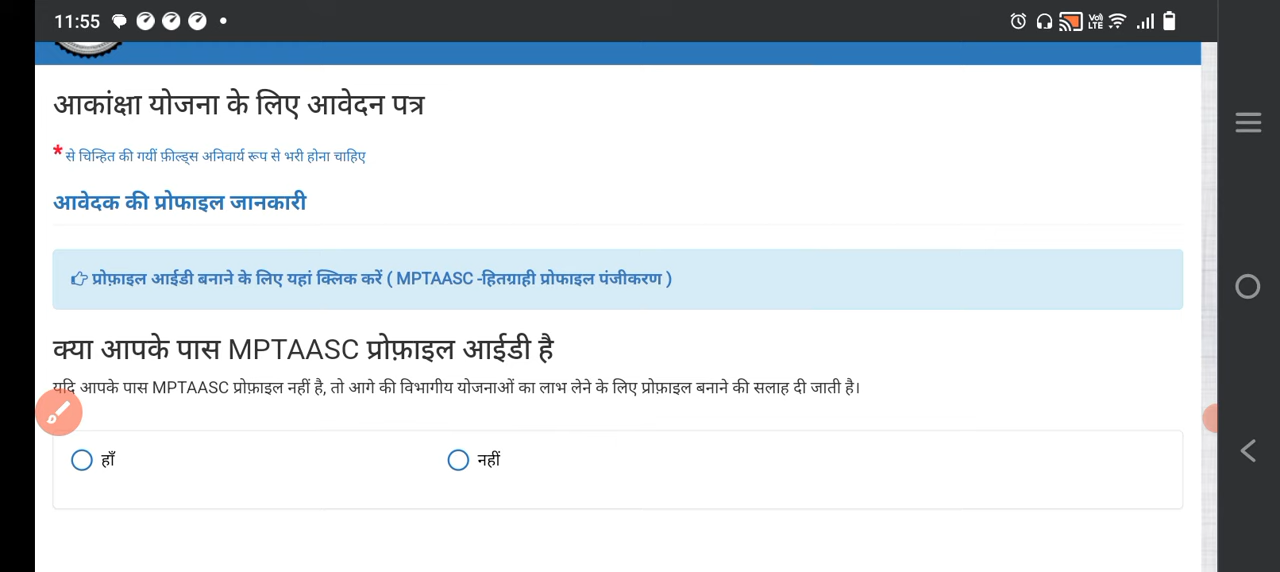 11:55
Vo)
LTE
आकांक्षा योजना के लिए आवेदन पत्र
* से चिन्हित की गयीं फ़ील्ड्स अनिवार्य रूप से भरी होना चाहिए
आवेदक की प्रोफाइल जानकारी
प्रोफ़ाइल आईडी बनाने के लिए यहां क्लिक करें ( MPTAASC -हितग्राही प्रोफाइल पंजीकरण )
क्या आपके पास MPTAASC प्रोफ़ाइल आईडी है
यदि आपके पास MPTAASC प्रोफ़ाइल नहीं है, तो आगे की विभागीय योजनाओं का लाभ लेने के लिए प्रोफ़ाइल बनाने की सलाह दी जाती है।
हाँ
नहीं